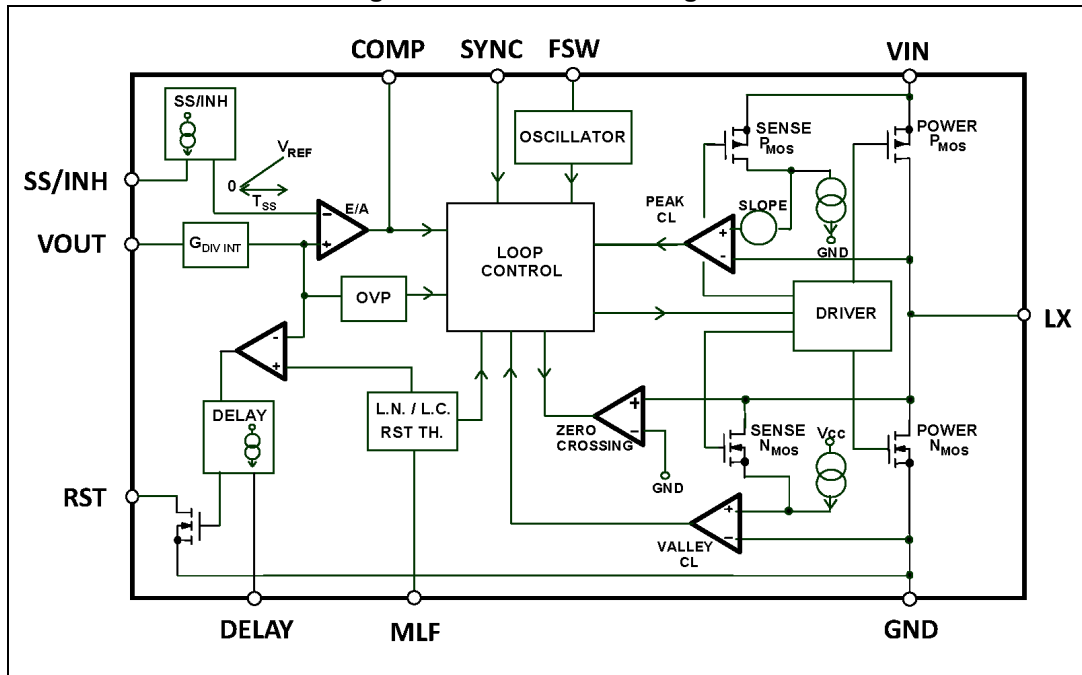 COMP SYNC FSW VIN
SS/INH
OSCILLATOR
SENSE
PMOS
POWER
PMOS
VREF
0
TSS
SS/INH
VOUT
GDIV INT
-
E/A
+
PEAK
CL
SLOPE
+
-
GND
LOOP
CONTROL
OVP
DRIVER
LX
-
+
DELAY
L.N. / L.C.
RST TH.
ZERO
CROSSING
+
-
GND
SENSE
NMOS
VCC
POWER
NMOS
RST
+
-
VALLEY
CL
DELAY MLF GND